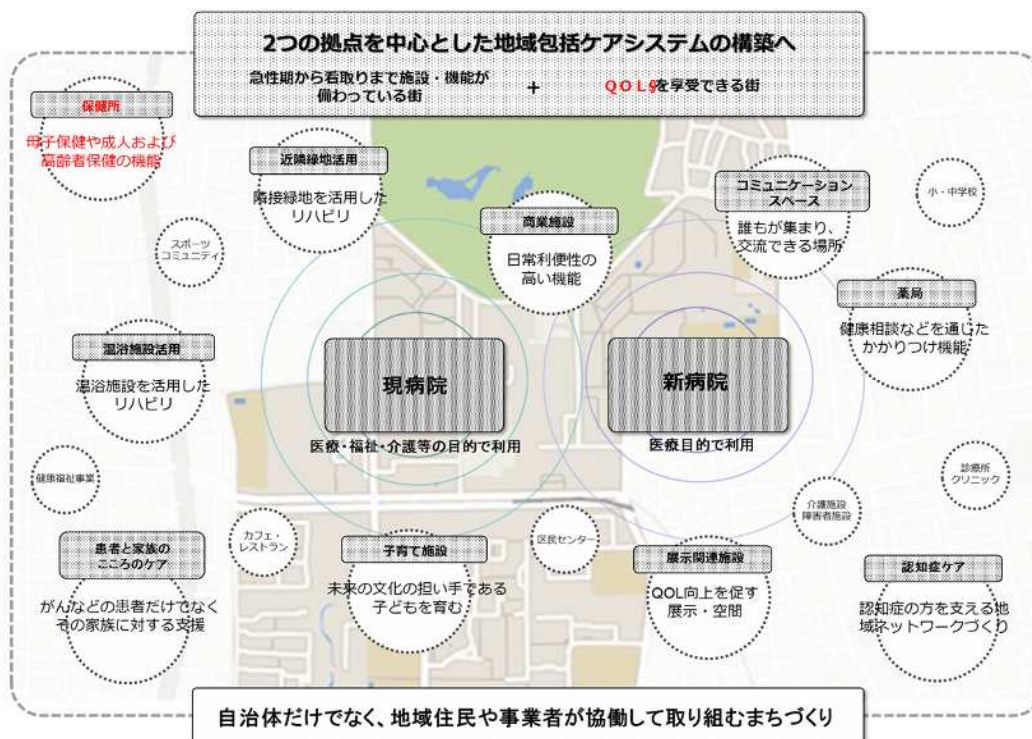 2つの拠点を中心とした地域包括ケアシステムの構築へ
急性期から看取りまで施設・機能が
備わっている街
+
QOL9を享受できる街
保健所
母子保健や成人および
高齢者保健の機能
近隣緑地活用
隣接緑地を活用した
リハビリ
商業施設
日常利便性の
高い機能
コミュニケーション
スペース
誰もが集まり、
交流できる場所
小・中学校
スポーツ
コミュニティ
薬局
健康相談などを通じた
かかりつけ機能
温浴施設活用
温浴施設を活用した
リハビリ
現病院
医療・福祉・介護等の目的で利用
新病院
医療目的で利用
健康福祉事業
診療所
クリニック
カフェ・
レストラン
区民センター
介護施設
障害者施設
患者と家族の
こころのケア
がんなどの患者だけでなく
その家族に対する支援
子育て施設
未来の文化の担い手である
子どもを育む
展示関連施設
QOL向上を促す
展示・空間
認知症ケア
認知症の方を支える地
域ネットワークづくり
自治体だけでなく、地域住民や事業者が協働して取り組むまちづくり